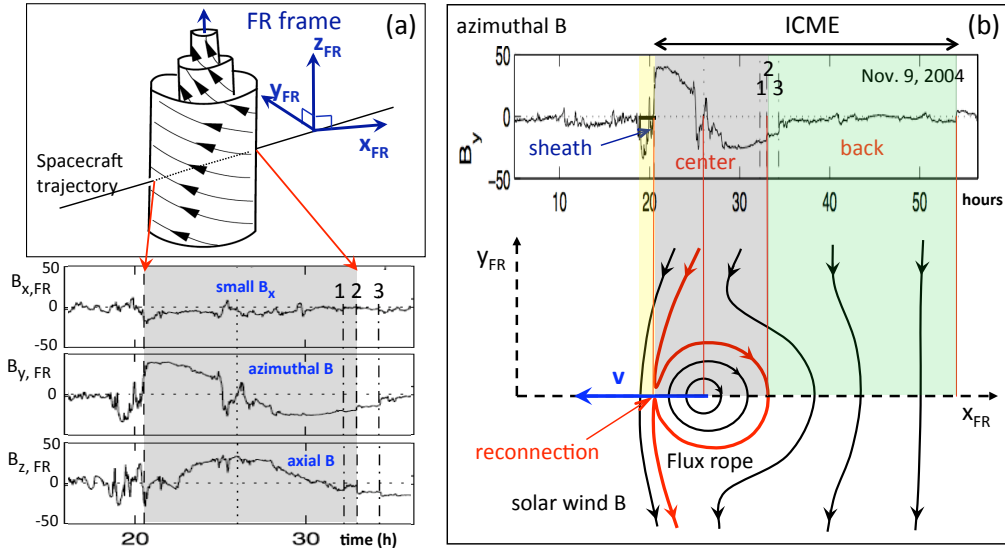 FR frame
(a)
z_FR
y_FR
x_FR
Spacecraft
trajectory
50
B_x,FR
0
50
small B_x
1 2 3
B_y, FR
0
azimuthal B
50
B_z, FR
0
-50
axial B
20 30 time (h)
azimuthal B
ICME
(b)
50
0
-50
B_y
1 2 3
Nov. 9, 2004
sheath
center
back
10 20 30 40 50 hours
y_FR
v
x_FR
reconnection
Flux rope
solar wind B